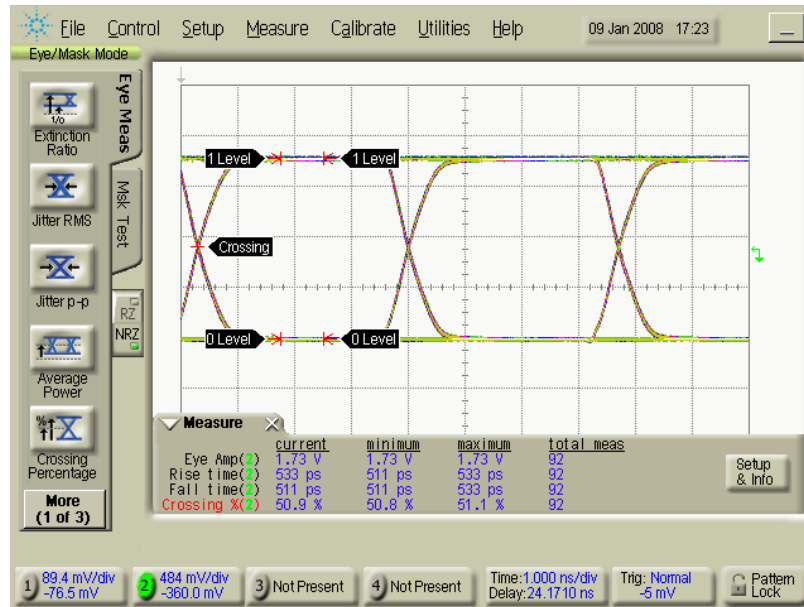 File Control Setup Measure Calibrate Utilities Help 09 Jan 2008 17:23
Eye/Mask Mode
Eye Meas
Msk Test
1/0
Extinction
Ratio
Jitter RMS
Jitter p-p
RZ
NRZ
Average
Power
%
Crossing
Percentage
More
(1 of 3)
1 Level 1 Level
Crossing
0 Level 0 Level
Measure
current minimum maximum total meas
Eye Amp(2) 1.73 V 1.73 V 1.73 V 92
Rise time(2) 533 ps 511 ps 533 ps 92
Fall time(2) 511 ps 511 ps 533 ps 92
Crossing %(2) 50.9 % 50.8 % 51.1 % 92
Setup
& Info
1 89.4 mV/div
-76.5 mV
2 484 mV/div
-360.0 mV
3 Not Present
4 Not Present
Time:1.000 ns/div
Delay:24.1710 ns
Trig: Normal
-5 mV
Pattern
Lock